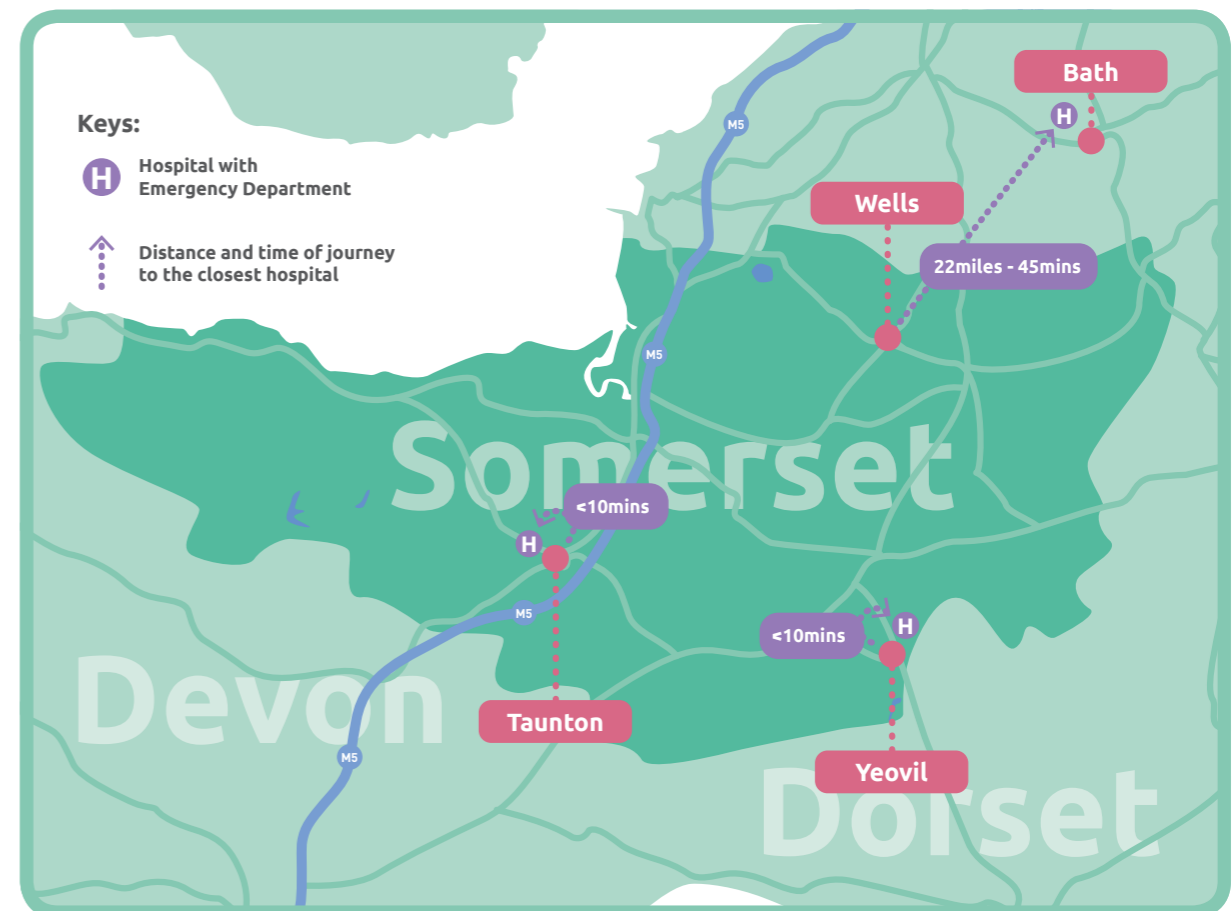 Bath
M5
Keys:
H
H
Hospital with
Emergency Department
Wells
Distance and time of journey
to the closest hospital
22miles - 45mins
M5
Somerset
<10mins
H
M5
<10mins
H
Devon
Taunton
M5
Yeovil
Dorset